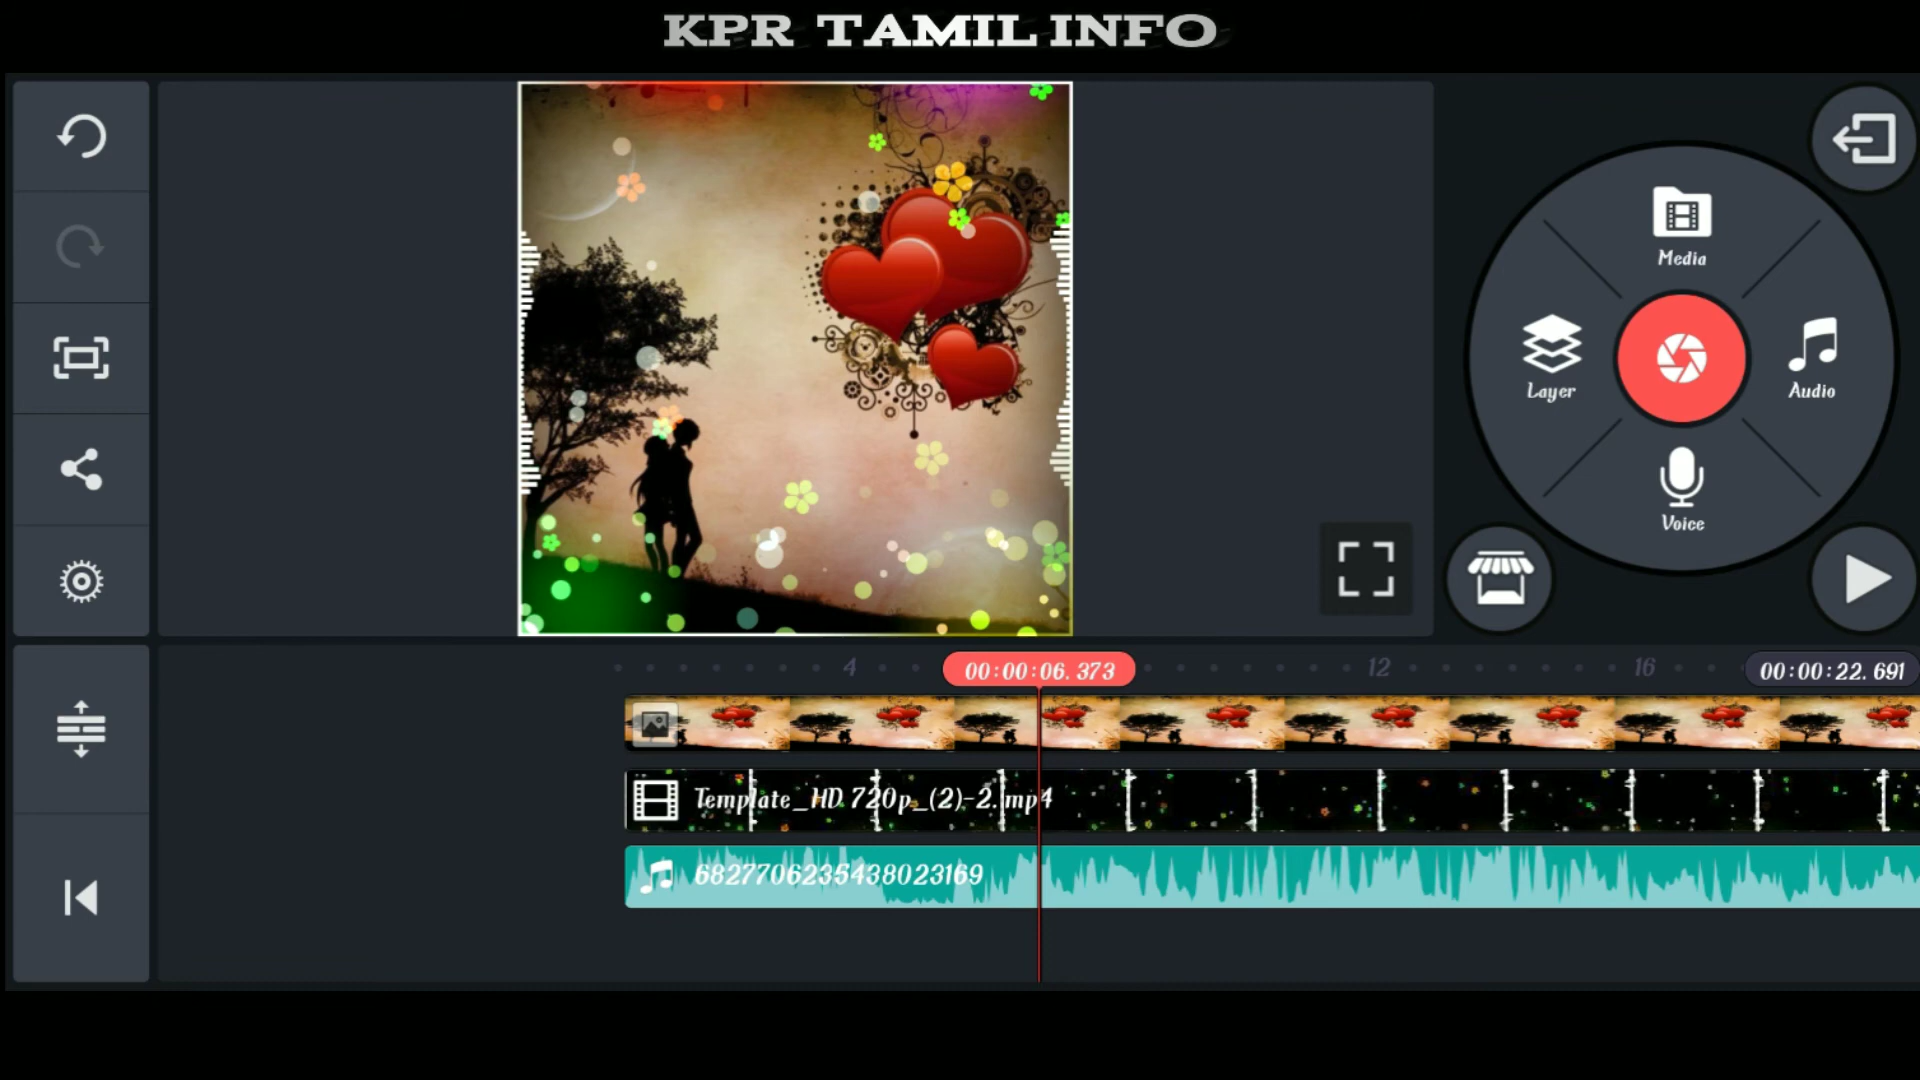 KPR TAMIL INFO
Media
Layer
Audio
Voice
4
00:00:06.373
12
16
00:00:22.691
Template_HD 720p_(2)-2.mp4
6827706235438023169